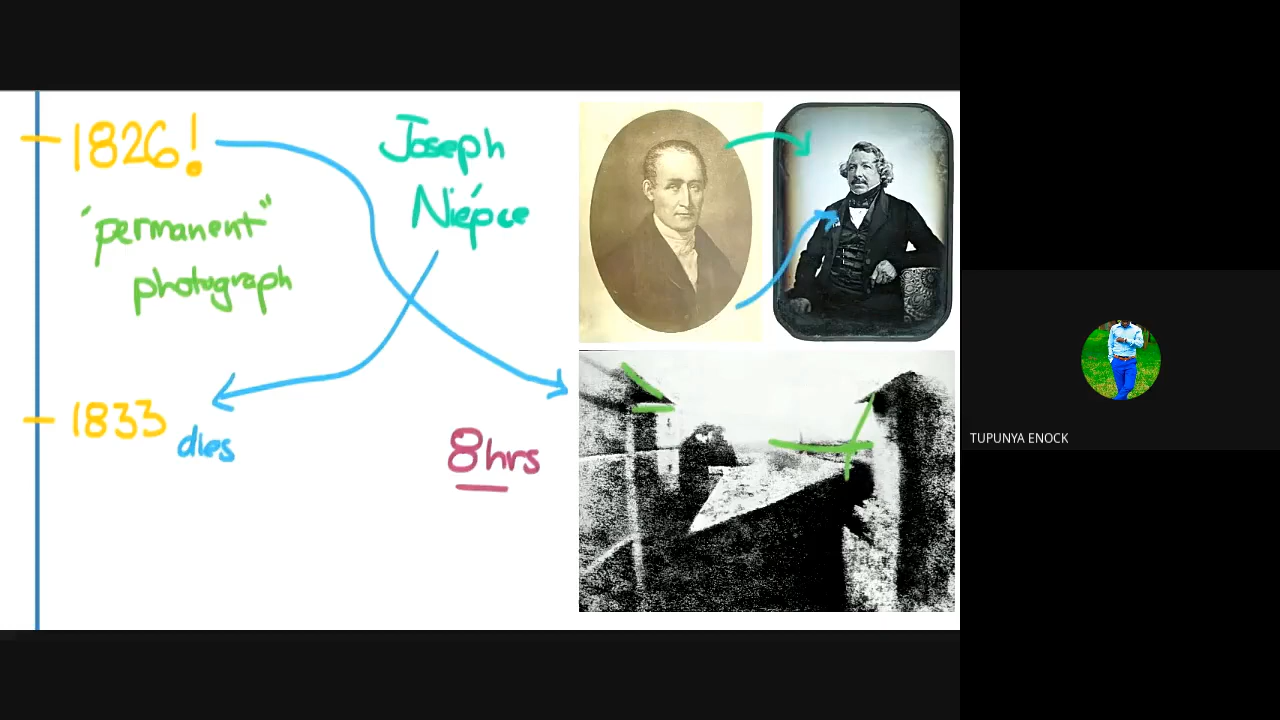 1826!
"permanent"
photograph
Joseph
Niépce
1833
dies
8hrs
TUPUNYA ENOCK